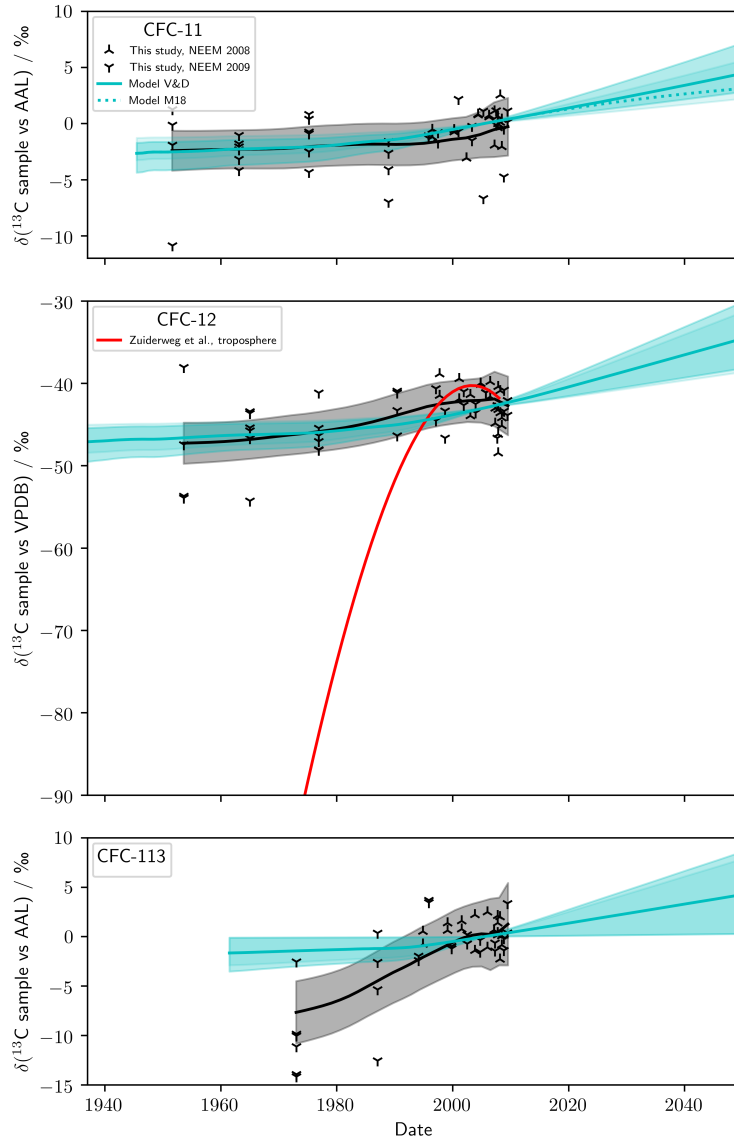 CFC-11
This study, NEEM 2008
This study, NEEM 2009
Model V&D
Model M18
10
5
0
−5
−10
δ(¹³C sample vs AAL) / ‰
CFC-12
Zuiderweg et al., troposphere
−30
−40
−50
−60
−70
−80
−90
δ(¹³C sample vs VPDB) / ‰
CFC-113
10
5
0
−5
−10
−15
δ(¹³C sample vs AAL) / ‰
1940 1960 1980 2000 2020 2040
Date